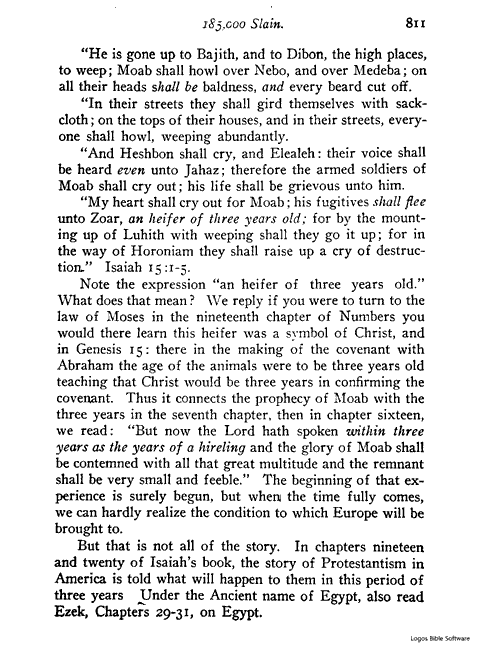 185,000 Slain. 811
"He is gone up to Bajith, and to Dibon, the high places,
to weep; Moab shall howl over Nebo, and over Medeba; on
all their heads shall be baldness, and every beard cut off.
"In their streets they shall gird themselves with sack-
cloth; on the tops of their houses, and in their streets, every-
one shall howl, weeping abundantly.
"And Heshbon shall cry, and Elealeh: their voice shall
be heard even unto Jahaz; therefore the armed soldiers of
Moab shall cry out; his life shall be grievous unto him.
"My heart shall cry out for Moab; his fugitives shall flee
unto Zoar, an heifer of three years old; for by the mount-
ing up of Luhith with weeping shall they go it up; for in
the way of Horoniam they shall raise up a cry of destruc-
tion." Isaiah 15:1-5.
Note the expression "an heifer of three years old."
What does that mean? We reply if you were to turn to the
law of Moses in the nineteenth chapter of Numbers you
would there learn this heifer was a symbol of Christ, and
in Genesis 15: there in the making of the covenant with
Abraham the age of the animals were to be three years old
teaching that Christ would be three years in confirming the
covenant. Thus it connects the prophecy of Moab with the
three years in the seventh chapter, then in chapter sixteen,
we read: "But now the Lord hath spoken within three
years as the years of a hireling and the glory of Moab shall
be contemned with all that great multitude and the remnant
shall be very small and feeble." The beginning of that ex-
perience is surely begun, but when the time fully comes,
we can hardly realize the condition to which Europe will be
brought to.
But that is not all of the story. In chapters nineteen
and twenty of Isaiah's book, the story of Protestantism in
America is told what will happen to them in this period of
three years Under the Ancient name of Egypt, also read
Ezek, Chapters 29-31, on Egypt.
Logos Bible Software